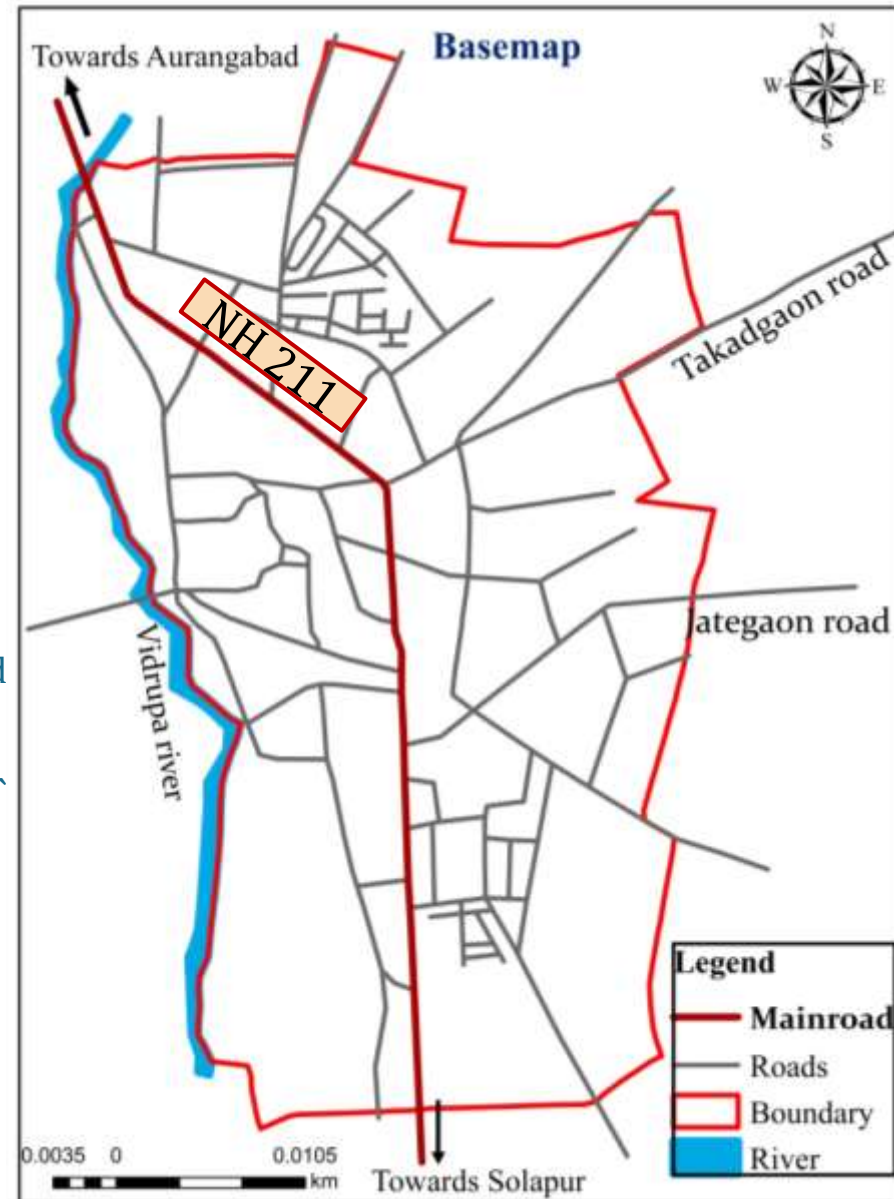 Basemap
Towards Aurangabad
N
W
E
S
NH 211
Takadgaon road
Jategaon road
Vidrupa river
d
Legend
Mainroad
Roads
Boundary
River
0.0035 0 0.0105
km
Towards Solapur